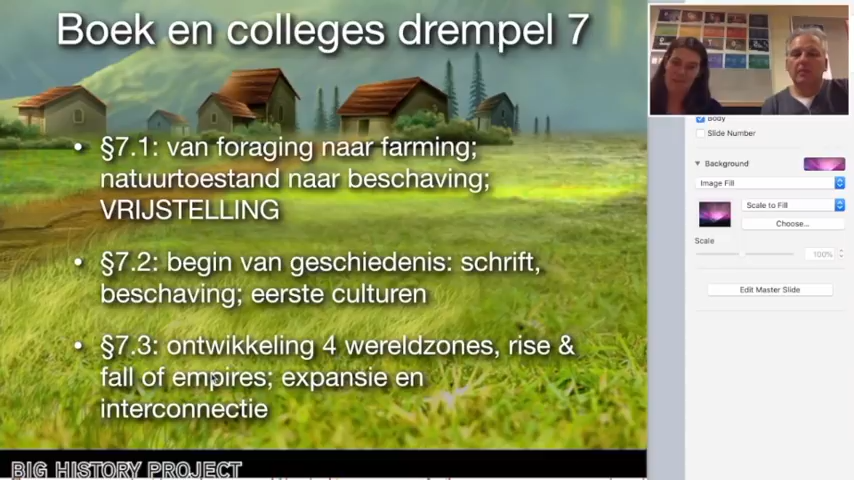 Boek en colleges drempel 7
• §7.1: van foraging naar farming;
natuurtoestand naar beschaving;
VRIJSTELLING
• §7.2: begin van geschiedenis: schrift,
beschaving; eerste culturen
• §7.3: ontwikkeling 4 wereldzones, rise &
fall of empires; expansie en
interconnectie
BIG HISTORY PROJECT
Body
Slide Number
Background
Image Fill
Scale to Fill
Choose...
Scale
100%
Edit Master Slide